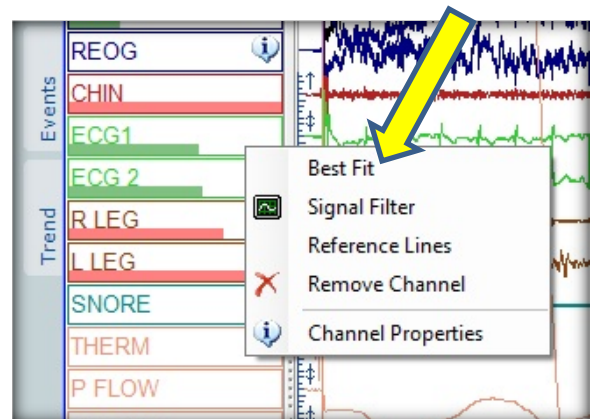 REOG
CHIN
ECG1
ECG 2
R LEG
L LEG
SNORE
THERM
P FLOW
Events
Trend
Best Fit
Signal Filter
Reference Lines
Remove Channel
Channel Properties